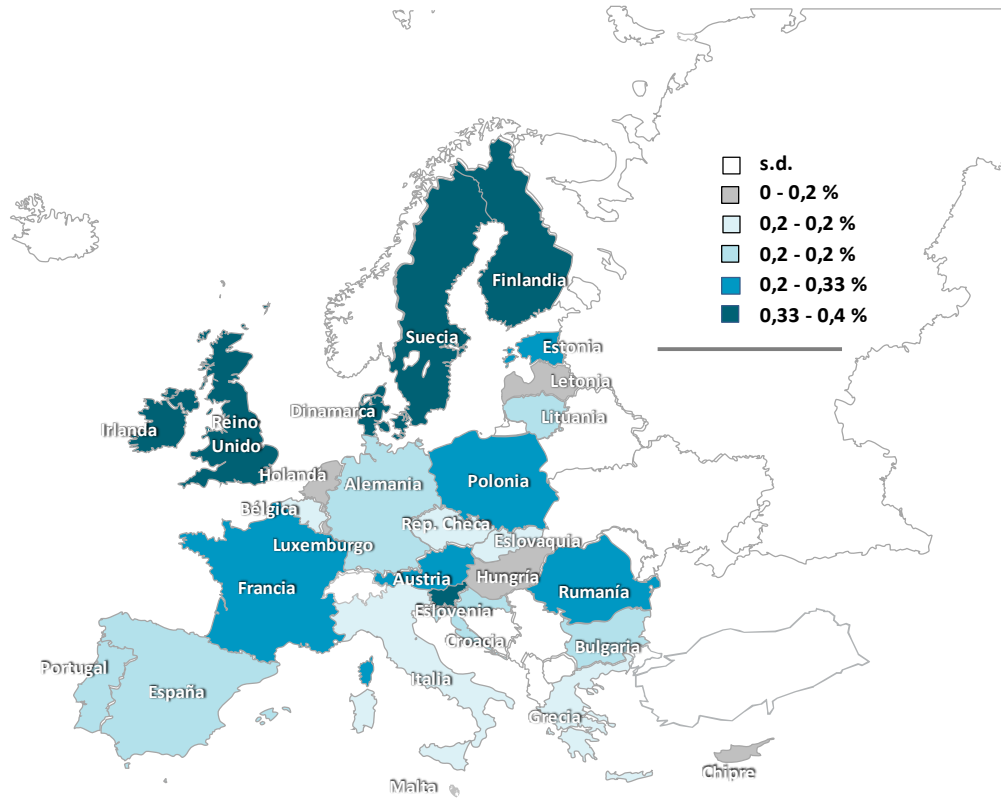 s.d.
0 - 0,2 %
0,2 - 0,2 %
0,2 - 0,2 %
0,2 - 0,33 %
0,33 - 0,4 %
Finlandia
Suecia
Estonia
Letonia
Dinamarca
Lituania
Irlanda
Reino
Unido
Holanda
Alemania
Polonia
Bélgica
Rep. Checa
Eslovaquia
Luxemburgo
Francia
Austria
Hungría
Rumanía
Eslovenia
Croacia
Bulgaria
Portugal
España
Italia
Grecia
Chipre
Malta